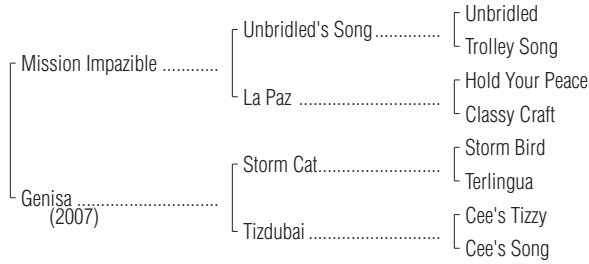 Unbridled
Unbridled's Song..............
Trolley Song
Mission Impazible ............
Hold Your Peace
La Paz ..............................
Classy Craft
Storm Bird
Storm Cat..........................
Terlingua
Genisa ..............................
(2007)
Cee's Tizzy
Tizdubai ............................
Cee's Song